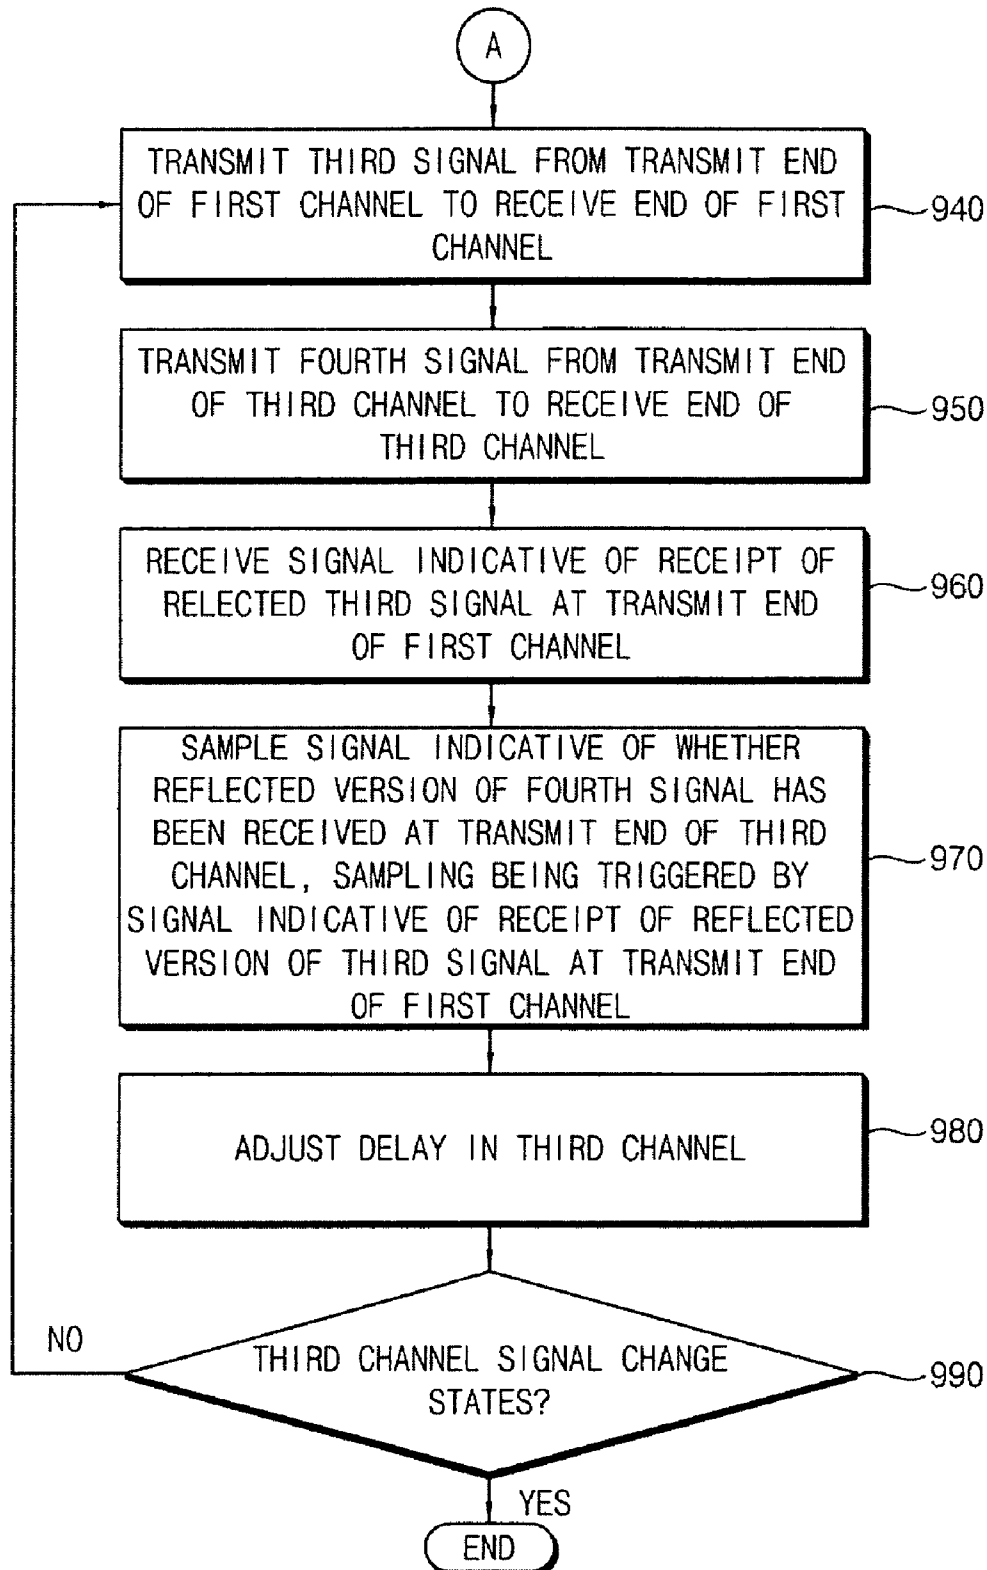 A
TRANSMIT THIRD SIGNAL FROM TRANSMIT END
OF FIRST CHANNEL TO RECEIVE END OF FIRST
CHANNEL
940
TRANSMIT FOURTH SIGNAL FROM TRANSMIT END
OF THIRD CHANNEL TO RECEIVE END OF
THIRD CHANNEL
950
RECEIVE SIGNAL INDICATIVE OF RECEIPT OF
RELECTED THIRD SIGNAL AT TRANSMIT END
OF FIRST CHANNEL
960
SAMPLE SIGNAL INDICATIVE OF WHETHER
REFLECTED VERSION OF FOURTH SIGNAL HAS
BEEN RECEIVED AT TRANSMIT END OF THIRD
CHANNEL, SAMPLING BEING TRIGGERED BY
SIGNAL INDICATIVE OF RECEIPT OF REFLECTED
VERSION OF THIRD SIGNAL AT TRANSMIT END
OF FIRST CHANNEL
970
ADJUST DELAY IN THIRD CHANNEL
980
NO
THIRD CHANNEL SIGNAL CHANGE
STATES?
990
YES
END